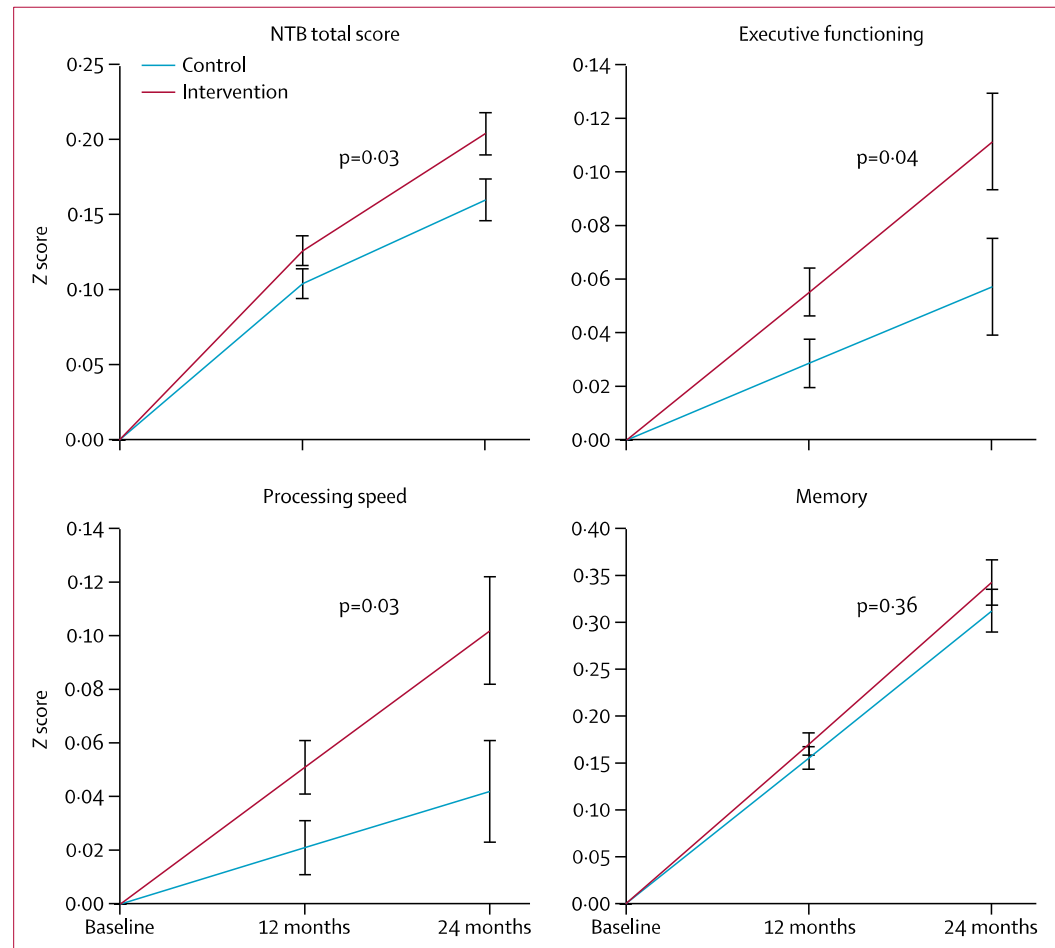 NTB total score
0·25
0·20
0·15
0·10
0·05
0·00
Z score
Control
Intervention
p=0·03
Executive functioning
0·14
0·12
0·10
0·08
0·06
0·04
0·02
0·00
p=0·04
Processing speed
0·14
0·12
0·10
0·08
0·06
0·04
0·02
0·00
Z score
p=0·03
Baseline 12 months 24 months
Memory
0·40
0·35
0·30
0·25
0·20
0·15
0·10
0·05
0·00
p=0·36
Baseline 12 months 24 months